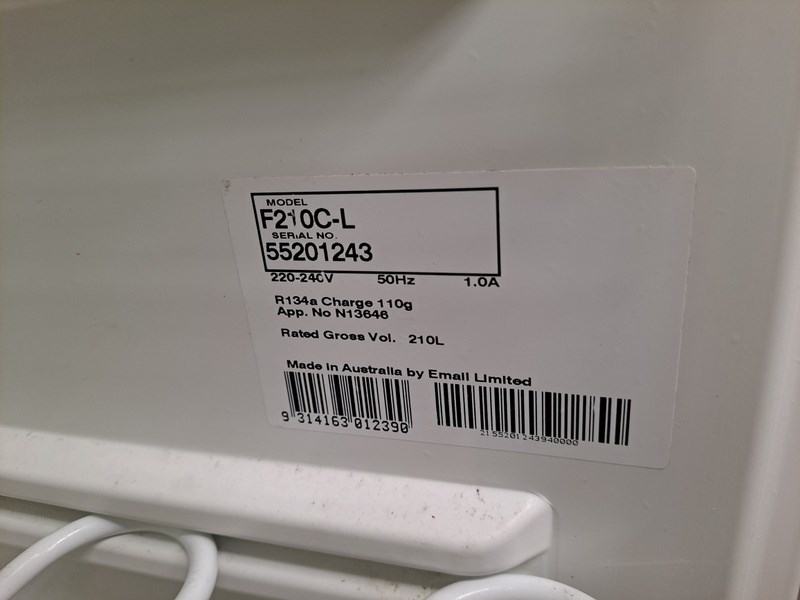 MODEL
F210C-L
SERIAL NO.
55201243
220-240V 50Hz 1.0A
R134a Charge 110g
App. No N13646
Rated Gross Vol. 210L
Made in Australia by Email Limited
9 314163 012390
2155201243940000